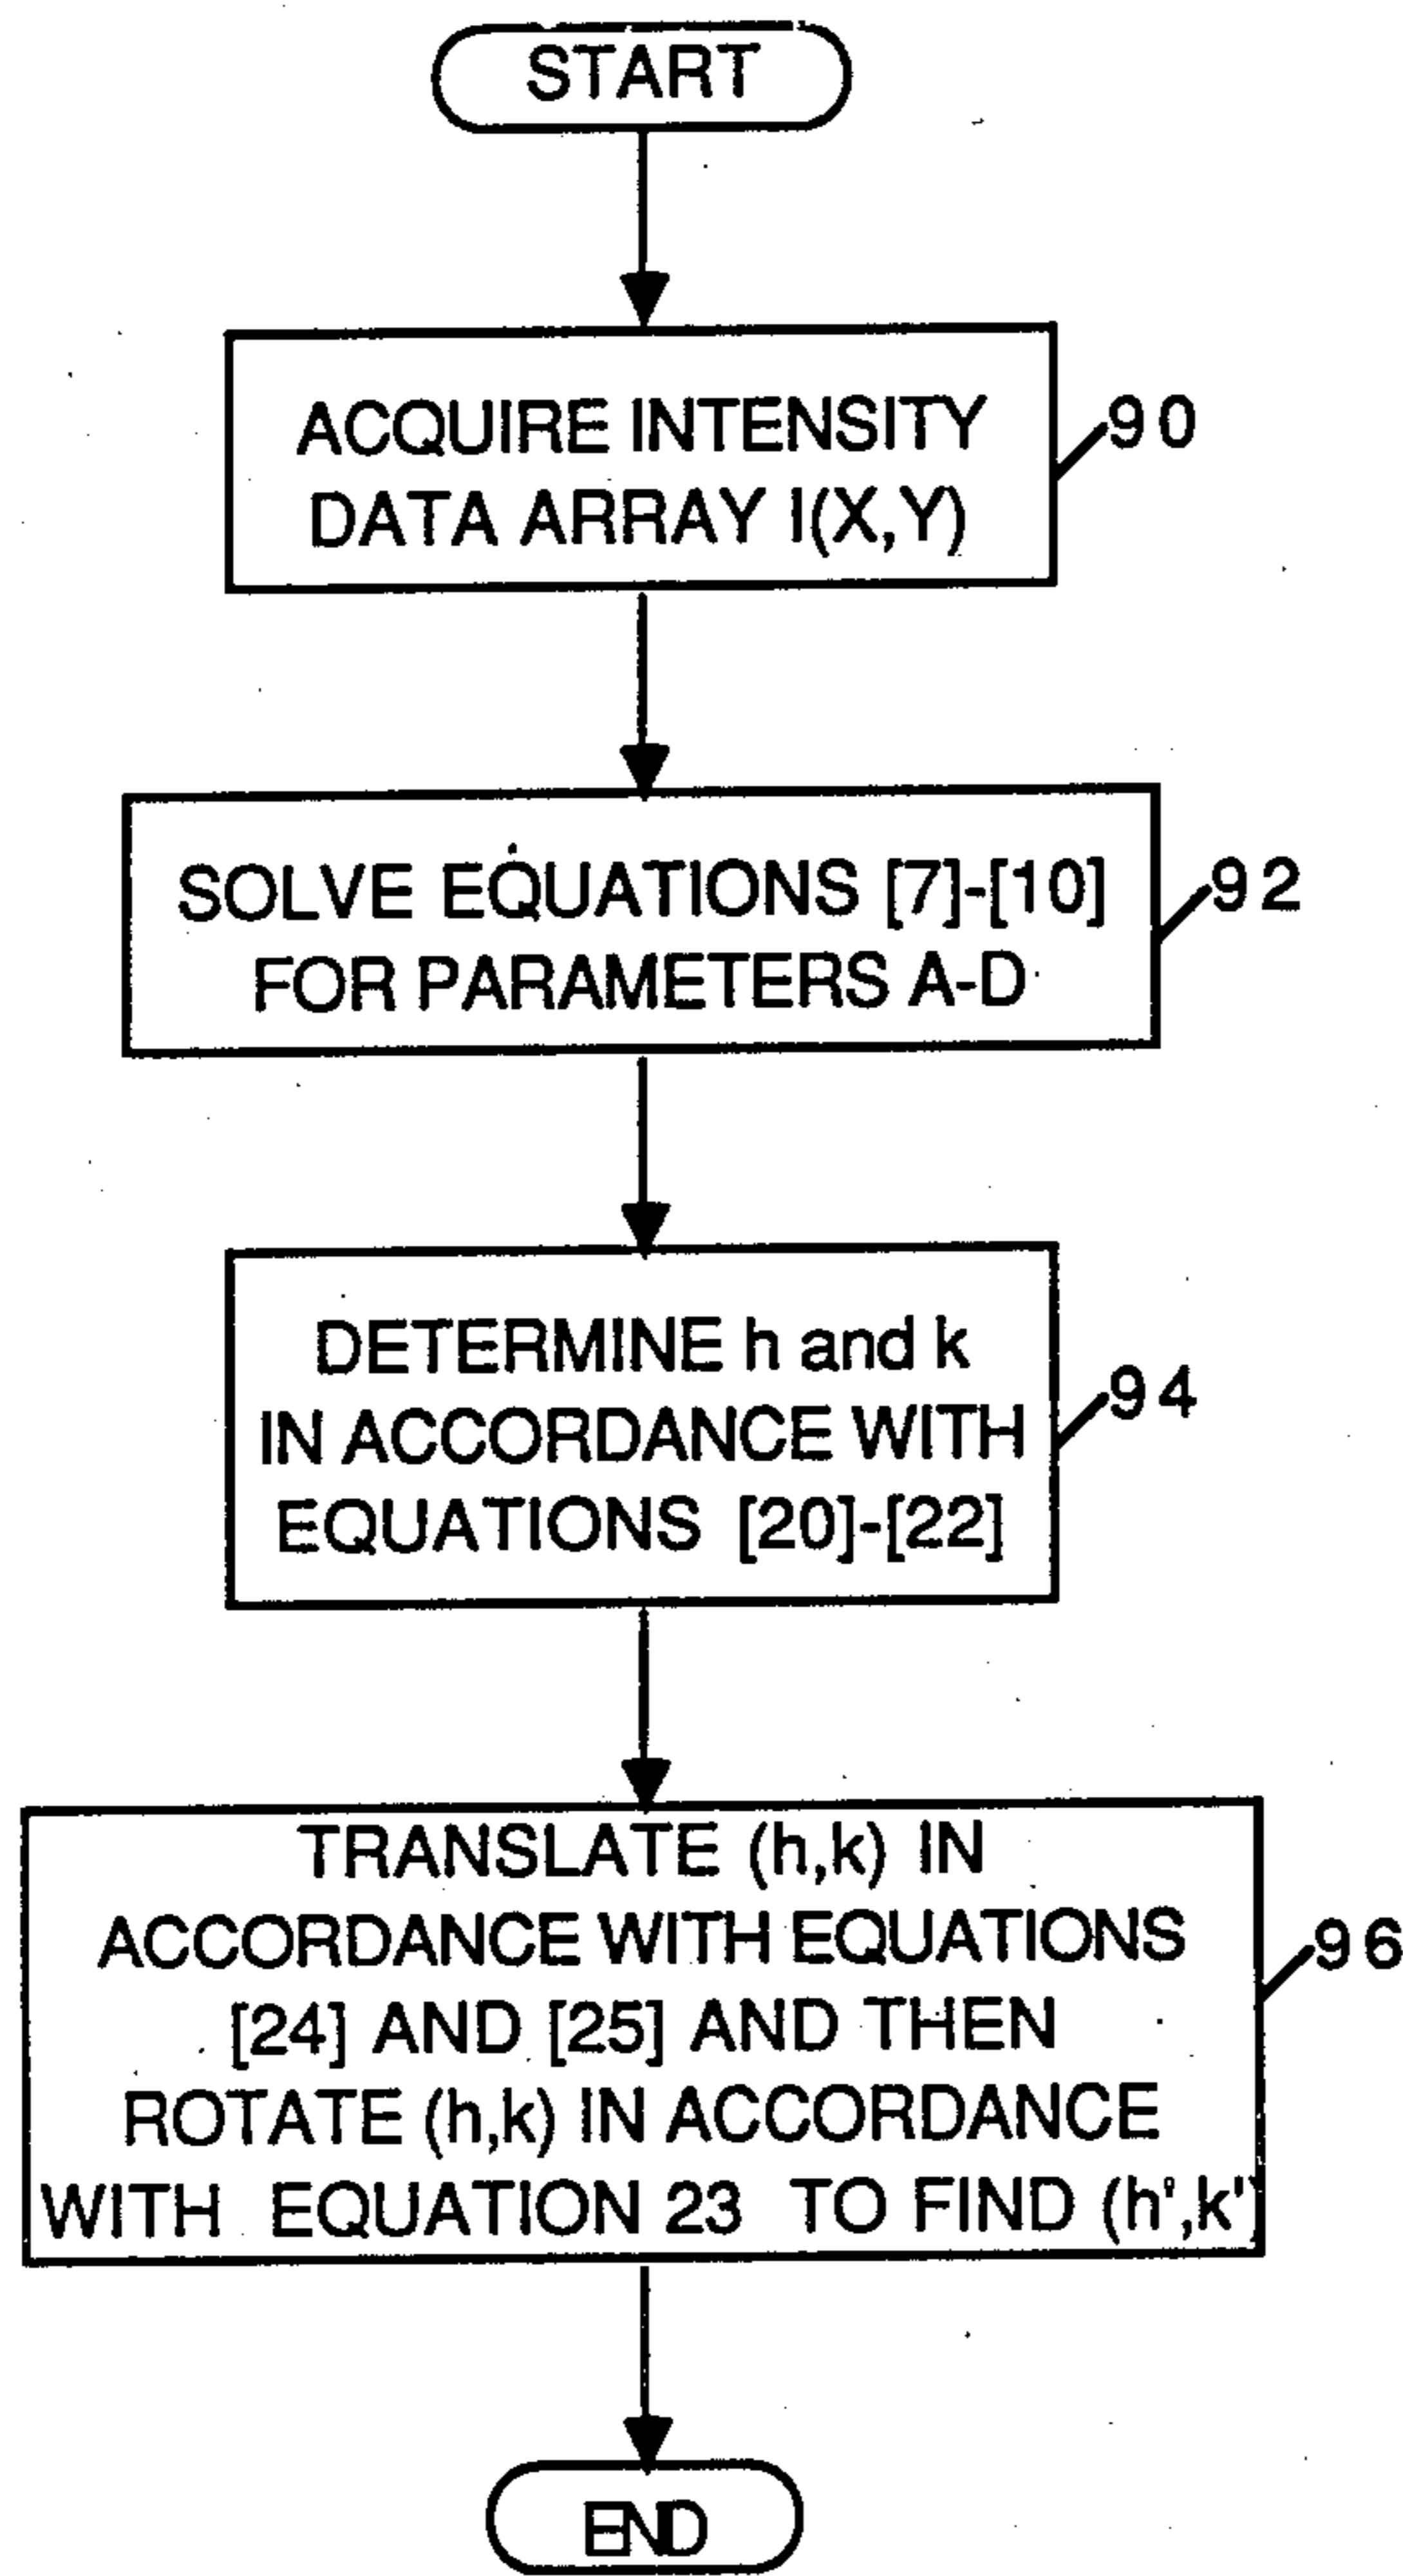 START
ACQUIRE INTENSITY
DATA ARRAY I(X,Y)
90
SOLVE EQUATIONS [7]-[10]
FOR PARAMETERS A-D
92
DETERMINE h and k
IN ACCORDANCE WITH
EQUATIONS [20]-[22]
94
TRANSLATE (h,k) IN
ACCORDANCE WITH EQUATIONS
[24] AND [25] AND THEN
ROTATE (h,k) IN ACCORDANCE
WITH EQUATION 23 TO FIND (h',k')
96
END